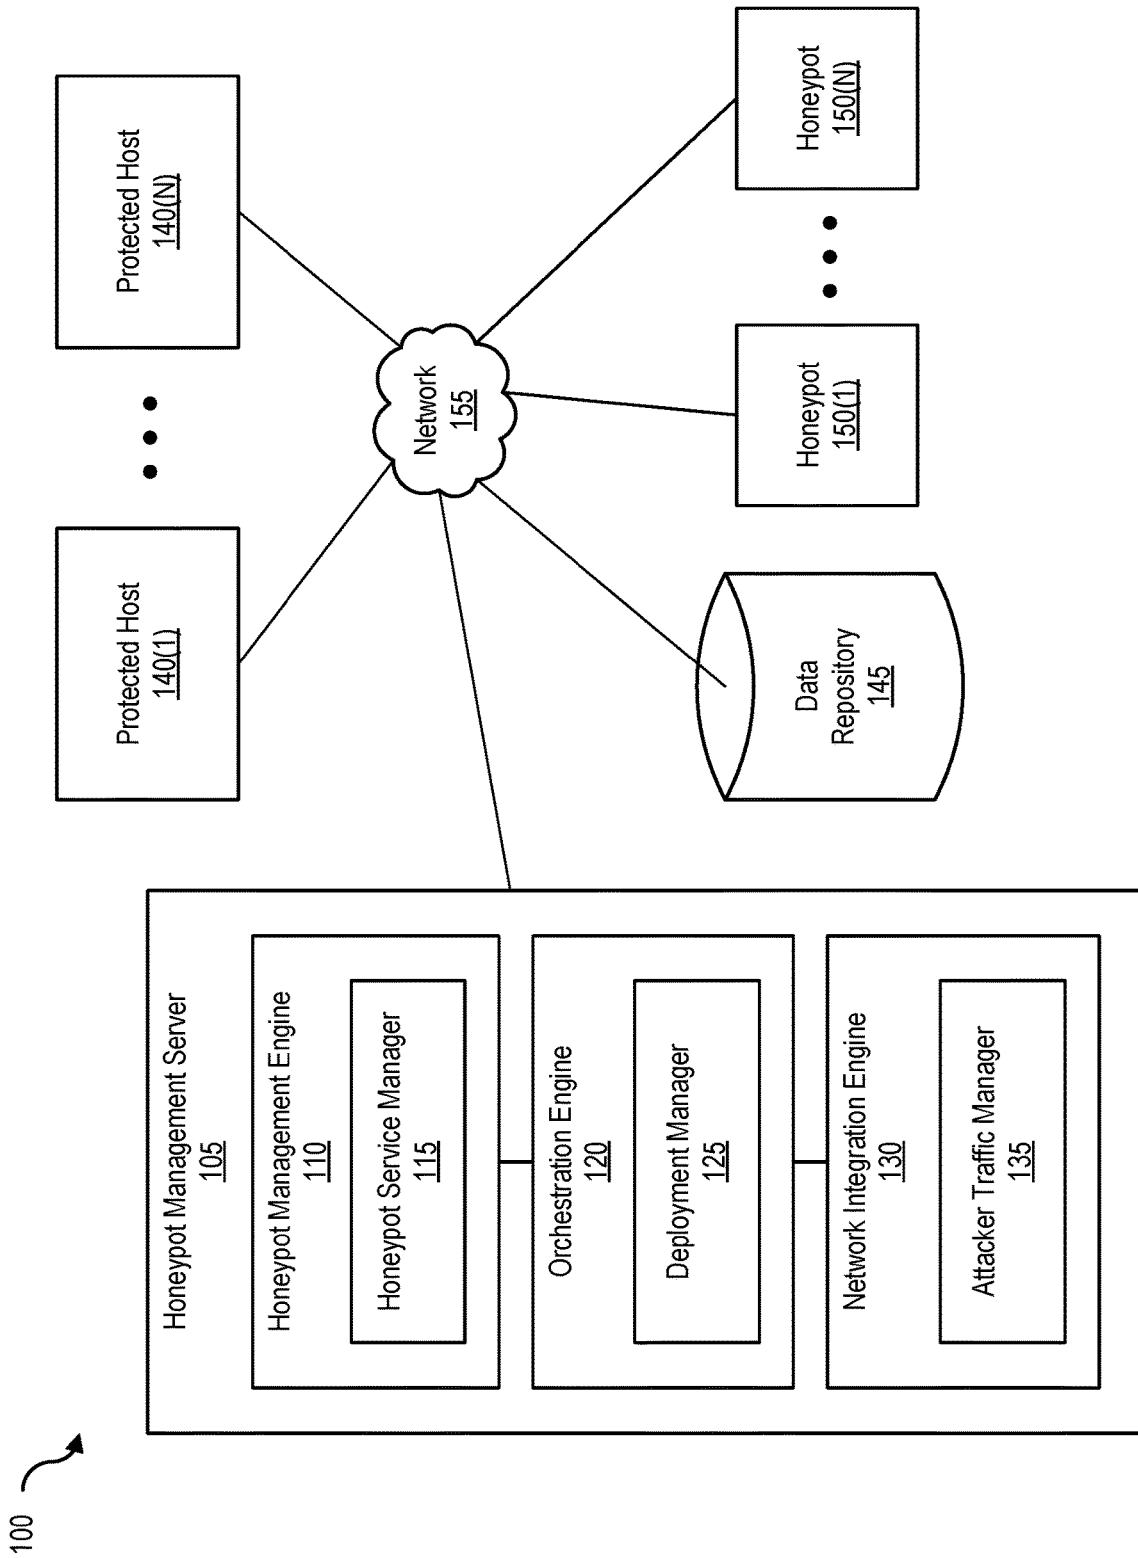 100
Honeypot Management Server
105
Honeypot Management Engine
110
Honeypot Service Manager
115
Orchestration Engine
120
Deployment Manager
125
Network Integration Engine
130
Attacker Traffic Manager
135
Protected Host
140(1)
Protected Host
140(N)
Network
155
Data
Repository
145
Honeypot
150(1)
Honeypot
150(N)